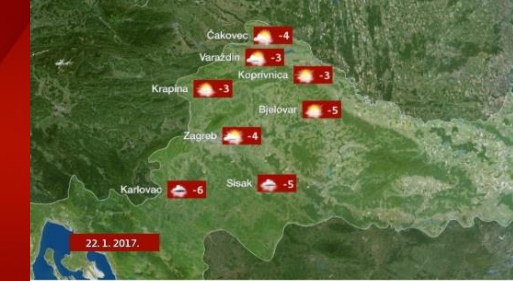 Čakovec -4
Varaždin -3
Koprivnica -3
Krapina -3
Bjelovar -5
Zagreb -4
Sisak -5
Karlovac -6
22. 1. 2017.